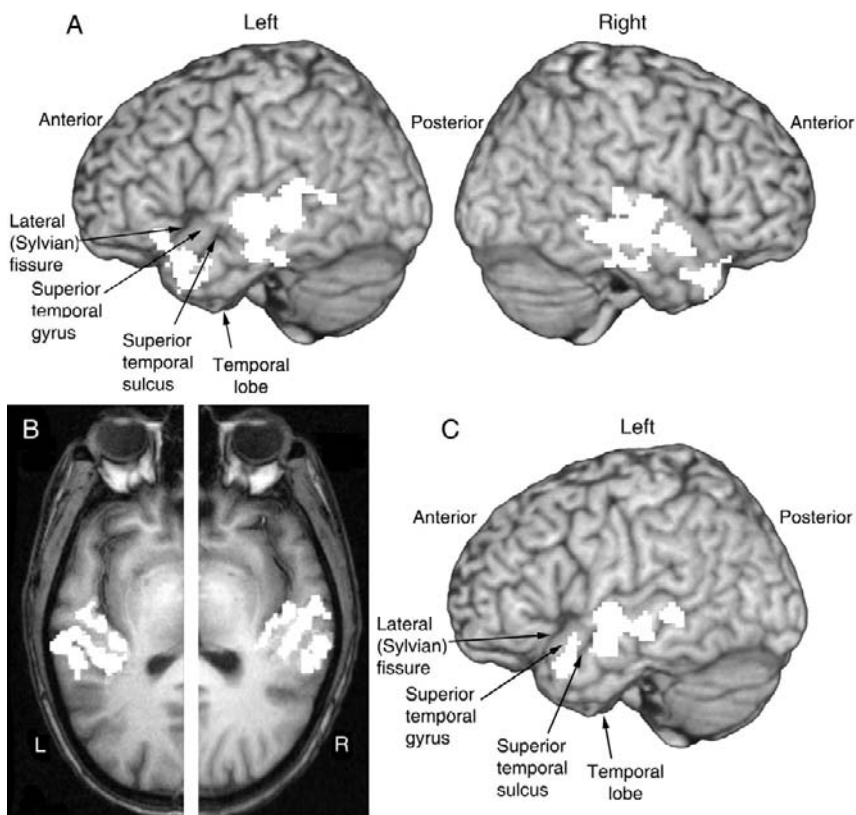 A
Left
Right
Anterior
Posterior
Anterior
Lateral
(Sylvian)
fissure
Superior
temporal
gyrus
Superior
temporal
sulcus
Temporal
lobe
B
L
R
C
Left
Anterior
Posterior
Lateral
(Sylvian)
fissure
Superior
temporal
gyrus
Superior
temporal
sulcus
Temporal
lobe